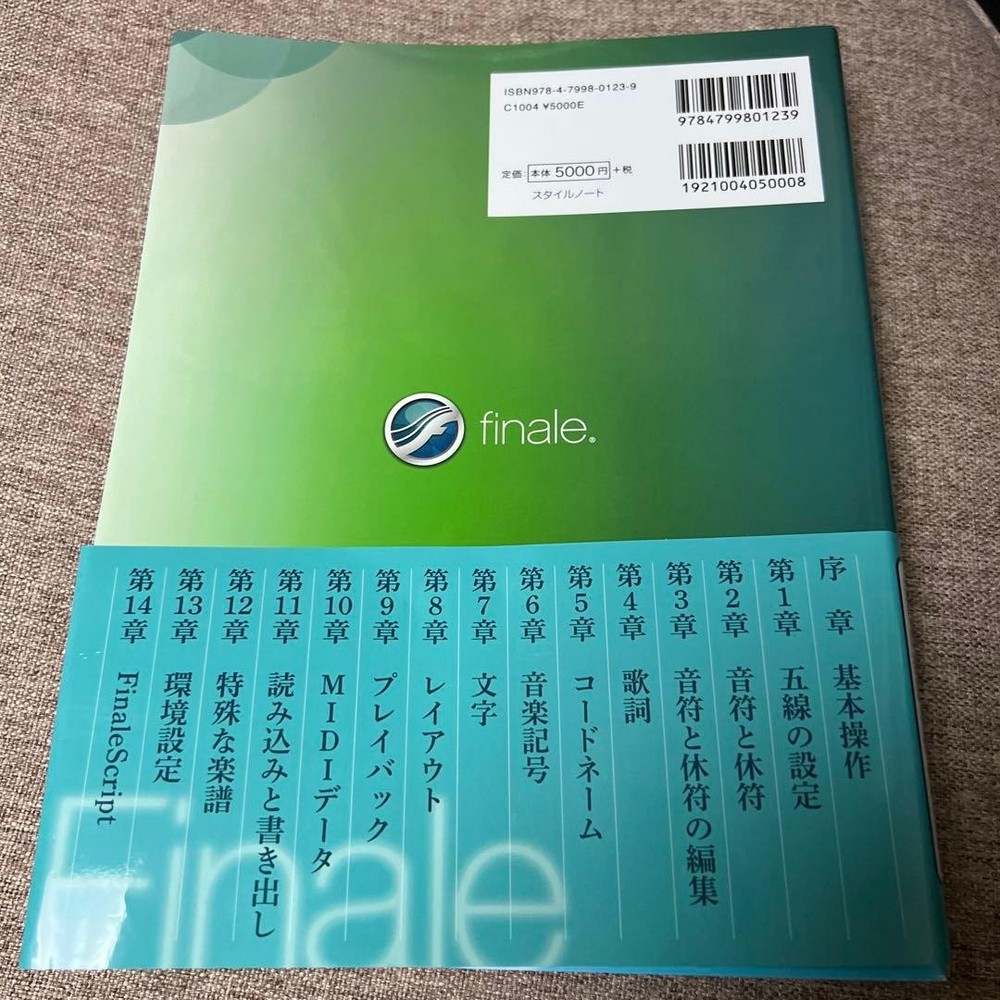 ISBN978-4-7998-0123-9
C1004 ¥5000E
9784799801239
定価:本体5000円+税
スタイルノート
1921004050008
finale®
序章 基本操作
第1章 五線の設定
第2章 音符と休符
第3章 音符と休符の編集
第4章 歌詞
第5章 コードネーム
第6章 音楽記号
第7章 文字
第8章 レイアウト
第9章 プレイバック
第10章 MIDIデータ
第11章 読み込みと書き出し
第12章 特殊な楽譜
第13章 環境設定
第14章 FinaleScript
Finale